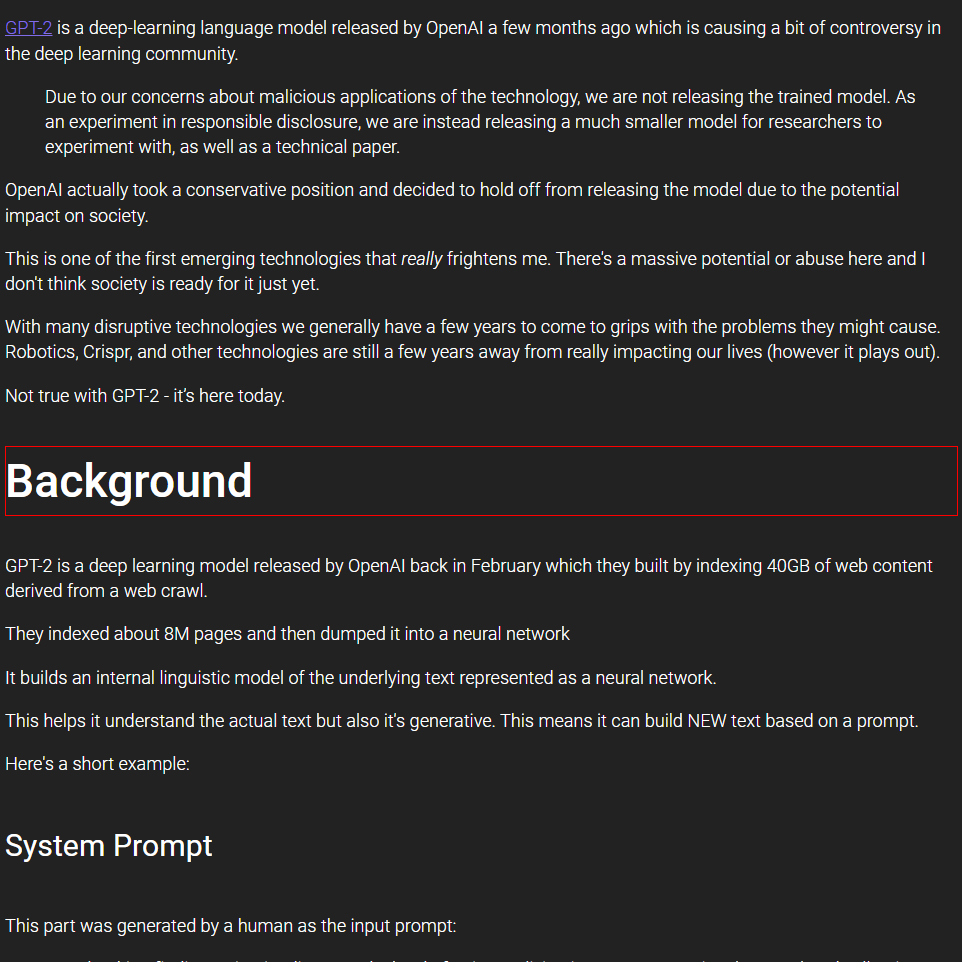 GPT-2 is a deep-learning language model released by OpenAI a few months ago which is causing a bit of controversy in
the deep learning community.
Due to our concerns about malicious applications of the technology, we are not releasing the trained model. As
an experiment in responsible disclosure, we are instead releasing a much smaller model for researchers to
experiment with, as well as a technical paper.
OpenAI actually took a conservative position and decided to hold off from releasing the model due to the potential
impact on society.
This is one of the first emerging technologies that really frightens me. There's a massive potential or abuse here and I
don't think society is ready for it just yet.
With many disruptive technologies we generally have a few years to come to grips with the problems they might cause.
Robotics, Crispr, and other technologies are still a few years away from really impacting our lives (however it plays out).
Not true with GPT-2 - it's here today.
Background
GPT-2 is a deep learning model released by OpenAI back in February which they built by indexing 40GB of web content
derived from a web crawl.
They indexed about 8M pages and then dumped it into a neural network
It builds an internal linguistic model of the underlying text represented as a neural network.
This helps it understand the actual text but also it's generative. This means it can build NEW text based on a prompt.
Here's a short example:
System Prompt
This part was generated by a human as the input prompt: